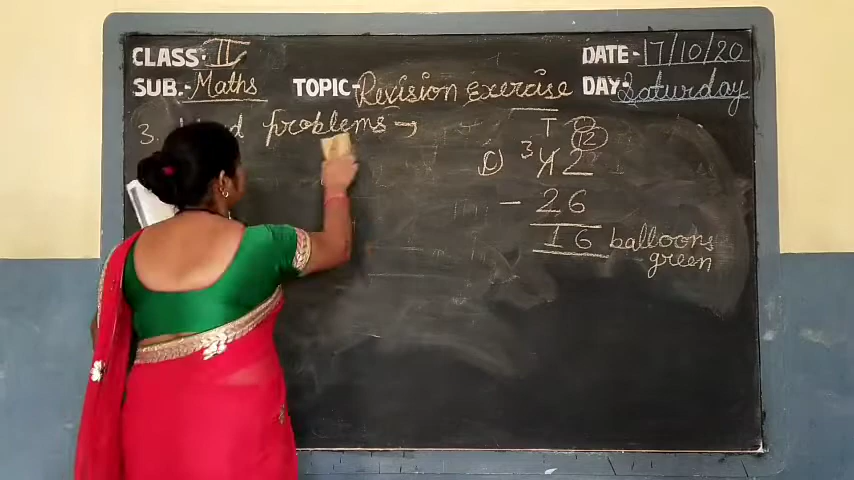 CLASS- II
SUB.- Maths
TOPIC- Revision Exercise
DATE- 17/10/20
DAY- Saturday
3. problems →
T O
12
C) 3 4 2
- 2 6
1 6 balloons
green